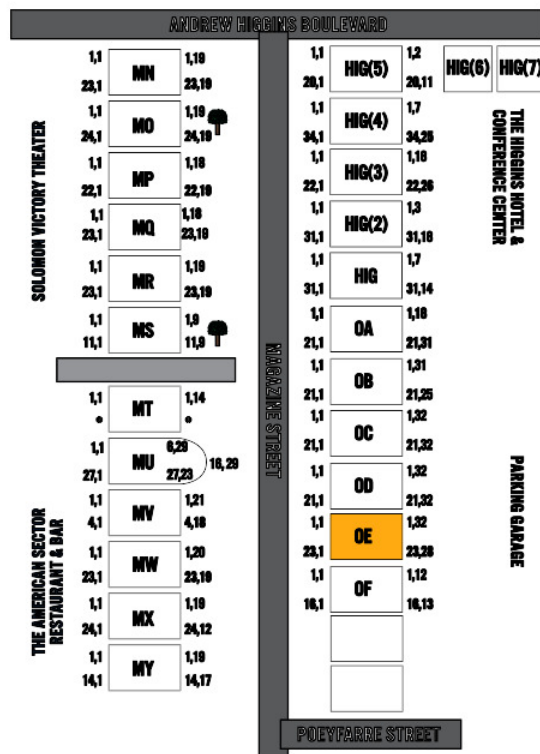 ANDREW HIGGINS BOULEVARD
SOLOMON VICTORY THEATER
1,1 MN 1,19
23,1 23,19
1,1 MO 1,19
24,1 24,19
1,1 MP 1,18
22,1 22,19
1,1 MQ 1,18
23,1 23,19
1,1 MR 1,19
23,1 23,19
1,1 MS 1,9
11,1 11,9
THE AMERICAN SECTOR
RESTAURANT & BAR
1,1 MT 1,14
* *
1,1 MU 6,29
16,29
27,1 27,23
1,1 MV 1,21
4,1 4,18
1,1 MW 1,20
23,1 23,19
1,1 MX 1,19
24,1 24,12
1,1 MY 1,19
14,1 14,17
MAGAZINE STREET
1,1 HIG(5) 1,2
20,1 20,11
HIG(6) HIG(7)
1,1 HIG(4) 1,7
34,1 34,25
1,1 HIG(3) 1,18
22,1 22,26
1,1 HIG(2) 1,3
31,1 31,16
1,1 HIG 1,7
31,1 31,14
1,1 OA 1,18
21,1 21,31
1,1 OB 1,31
21,1 21,25
1,1 OC 1,32
21,1 21,32
1,1 OD 1,32
21,1 21,32
1,1 OE 1,32
23,1 23,28
1,1 OF 1,12
16,1 16,13
THE HIGGINS HOTEL &
CONFERENCE CENTER
PARKING GARAGE
POEYFARRE STREET